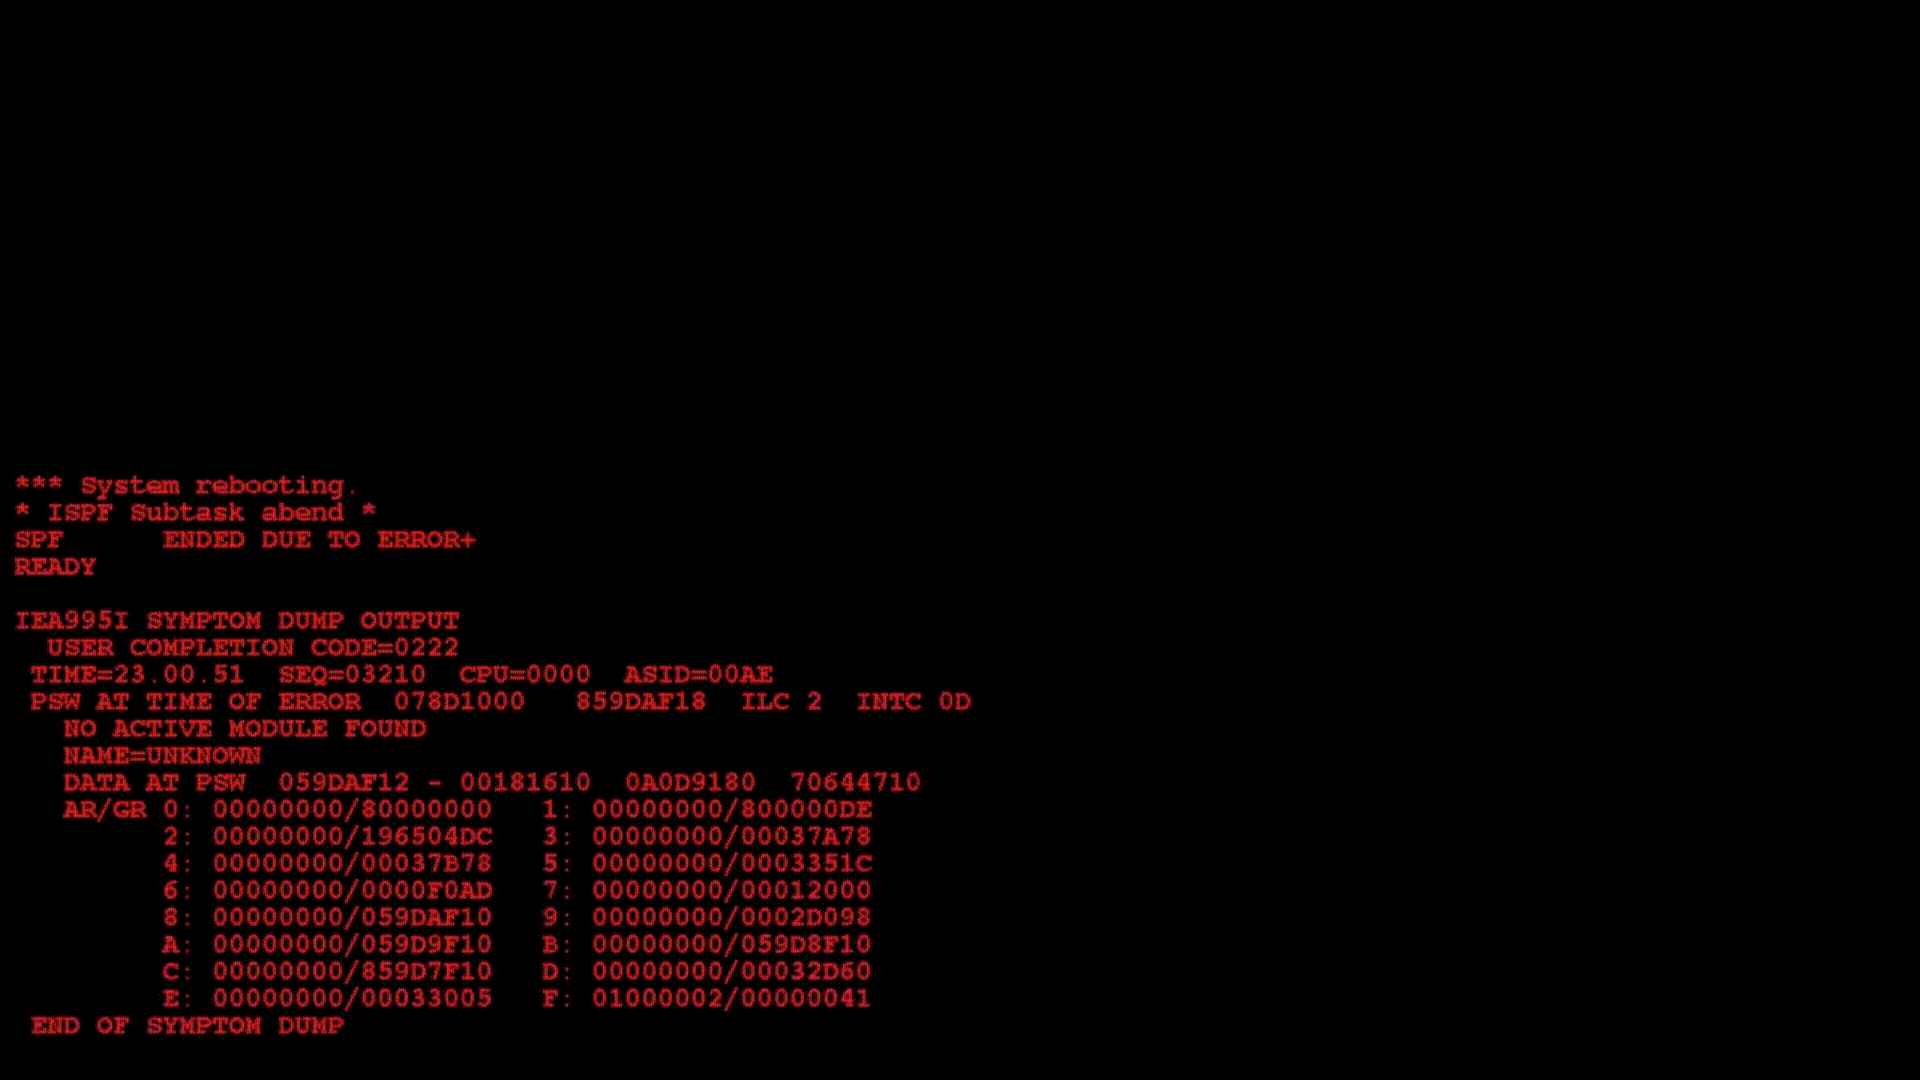 *** System rebooting.
* ISPF Subtask abend *
SPF      ENDED DUE TO ERROR+
READY

IEA995I SYMPTOM DUMP OUTPUT
  USER COMPLETION CODE=0222
 TIME=23.00.51  SEQ=03210  CPU=0000  ASID=00AE
 PSW AT TIME OF ERROR  078D1000   859DAF18  ILC 2  INTC 0D
   NO ACTIVE MODULE FOUND
   NAME=UNKNOWN
   DATA AT PSW  059DAF12 - 00181610  0A0D9180  70644710
   AR/GR 0: 00000000/80000000   1: 00000000/800000DE
         2: 00000000/196504DC   3: 00000000/00037A78
         4: 00000000/00037B78   5: 00000000/0003351C
         6: 00000000/0000F0AD   7: 00000000/00012000
         8: 00000000/059DAF10   9: 00000000/0002D098
         A: 00000000/059D9F10   B: 00000000/059D8F10
         C: 00000000/859D7F10   D: 00000000/00032D60
         E: 00000000/00033005   F: 01000002/00000041
 END OF SYMPTOM DUMP